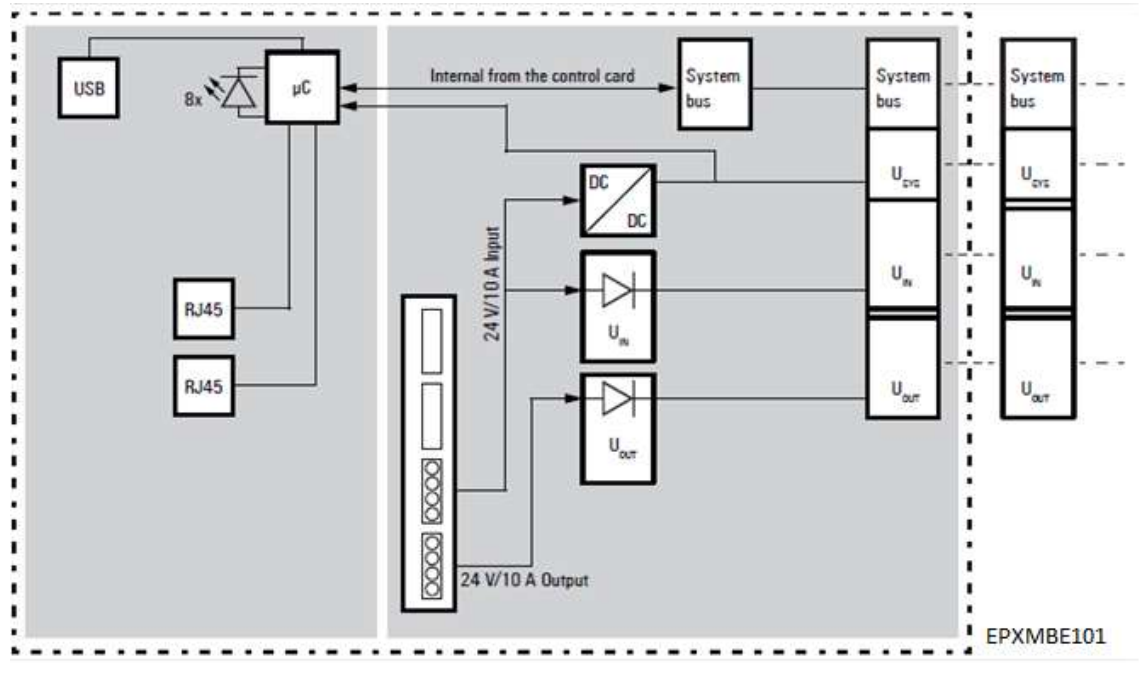 USB
8x
µC
Internal from the control card
System
bus
System
bus
System
bus
DC
DC
U SYS
U SYS
24 V/10 A Input
U IN
U IN
U IN
RJ45
RJ45
U OUT
U OUT
U OUT
24 V/10 A Output
EPXMBE101